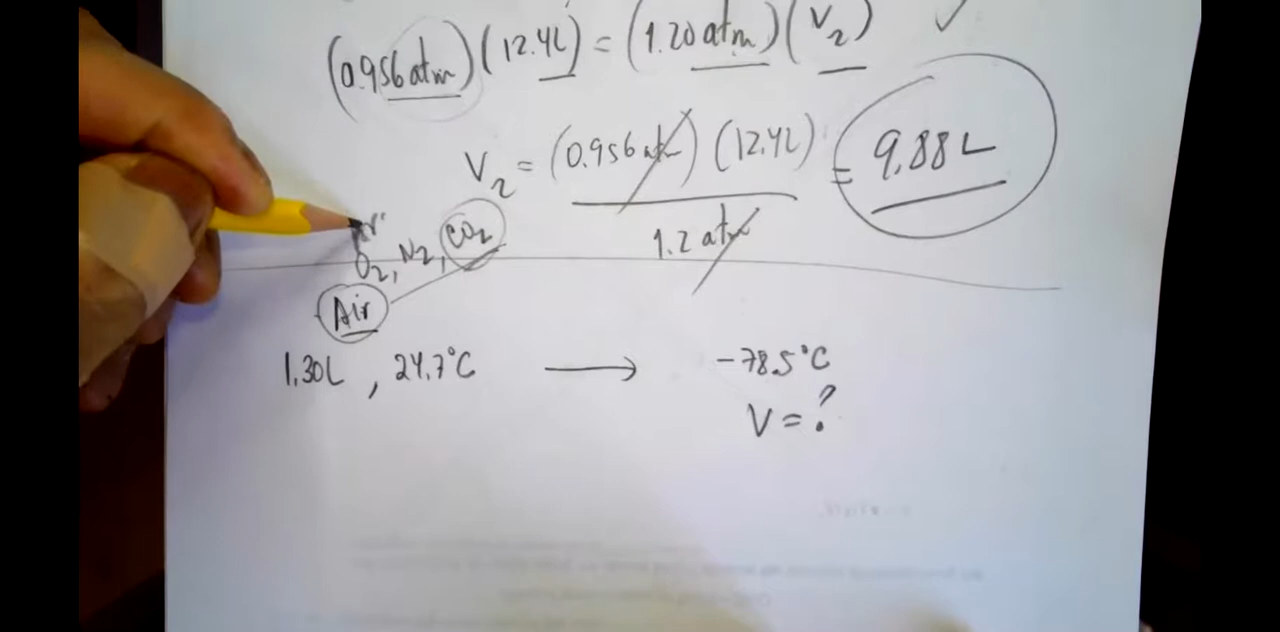 (0.956 atm)(12.4L) = (1.20 atm)(V₂) ✓
V₂ = (0.956 atm)(12.4L) = 9.88 L
1.2 atm
Ar
O₂, N₂, CO₂
Air
1.30L , 24.7°C ⟶ -78.5°C
V = ?